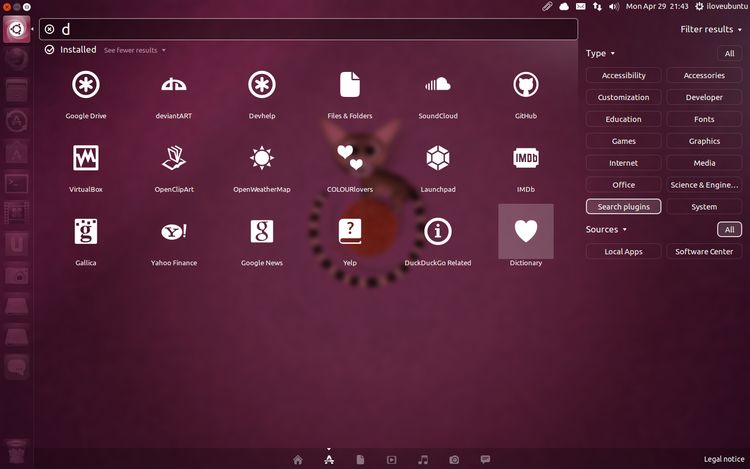 Mon Apr 29 21:43 iloveubuntu
d
Filter results
Installed See fewer results
Type All
Google Drive deviantART Devhelp Files & Folders SoundCloud GitHub
VirtualBox OpenClipArt OpenWeatherMap COLOURlovers Launchpad IMDb
IMDb
Gallica Yahoo Finance Google News Yelp DuckDuckGo Related Dictionary
Accessibility Accessories
Customization Developer
Education Fonts
Games Graphics
Internet Media
Office Science & Engine...
Search plugins System
Sources All
Local Apps Software Center
Legal notice